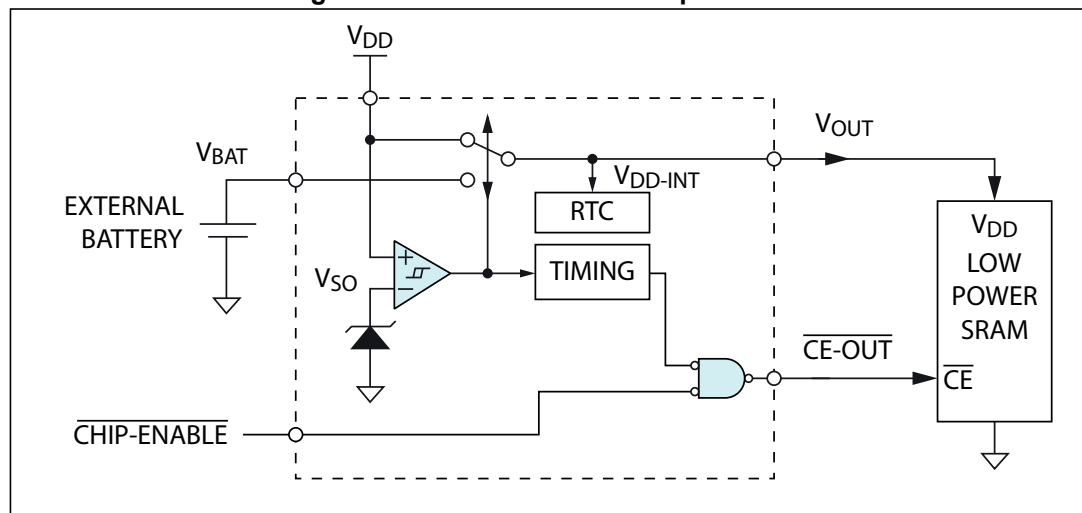 VDD
VOUT
VBAT
VDD-INT
EXTERNAL
BATTERY
RTC
VDD
LOW
POWER
SRAM
VSO
+
−
TIMING
CE-OUT
CE
CHIP-ENABLE